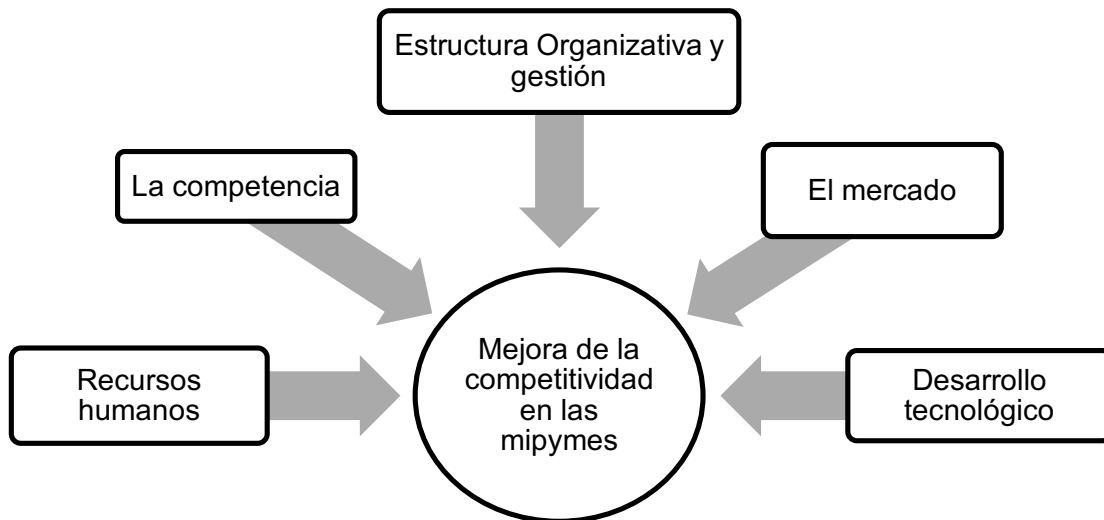 Estructura Organizativa y
gestión
La competencia
El mercado
Mejora de la
competitividad
en las
mipymes
Recursos
humanos
Desarrollo
tecnológico